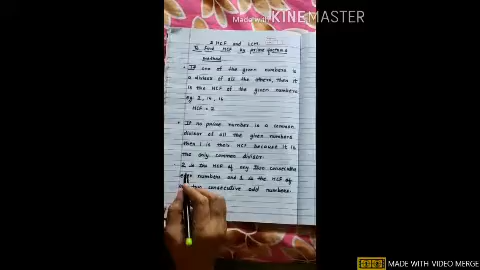 Made with KINEMASTER
HCF and LCM
To find HCF by prime factor's
method
If one of the given numbers is
a divisor of all the others, then it
is the HCF of the given numbers
eg: 2, 14, 16
HCF = 2
If no prime number is a common
divisor of all the given numbers
then 1 is their HCF because it is
the only common divisor.
2 is the HCF of any two consecutive
even numbers and 1 is the HCF of
two consecutive odd numbers.
MADE WITH VIDEO MERGE